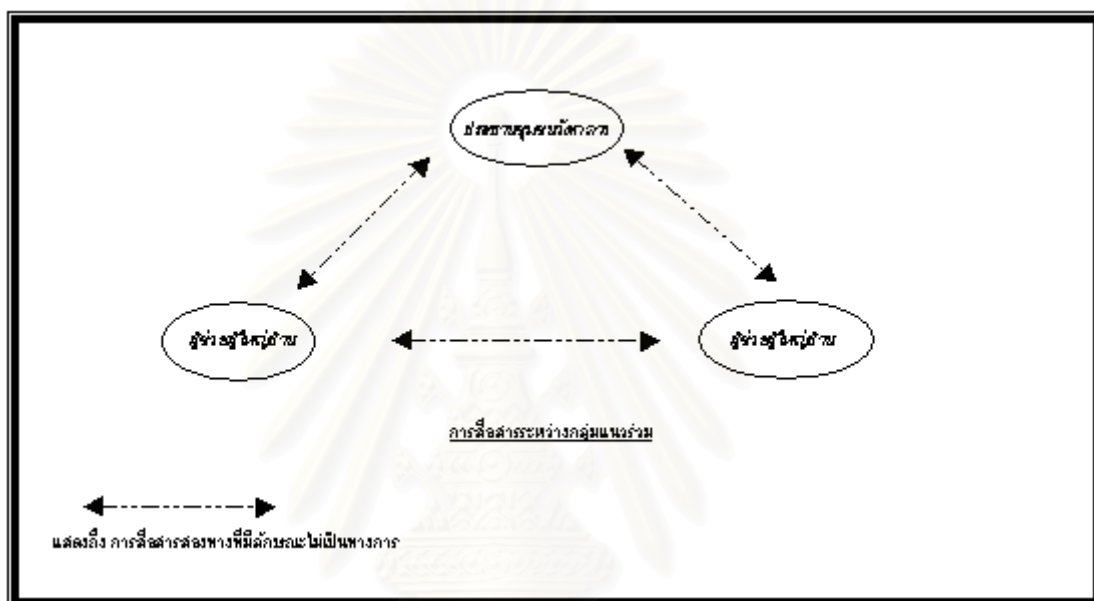 ประธานชุมชนวังตาลาน
ผู้ช่วยผู้ใหญ่บ้าน
ผู้ช่วยผู้ใหญ่บ้าน
การสื่อสารระหว่างกลุ่มแนวร่วม
แสดงถึง การสื่อสารสองทางที่มีลักษณะไม่เป็นทางการ